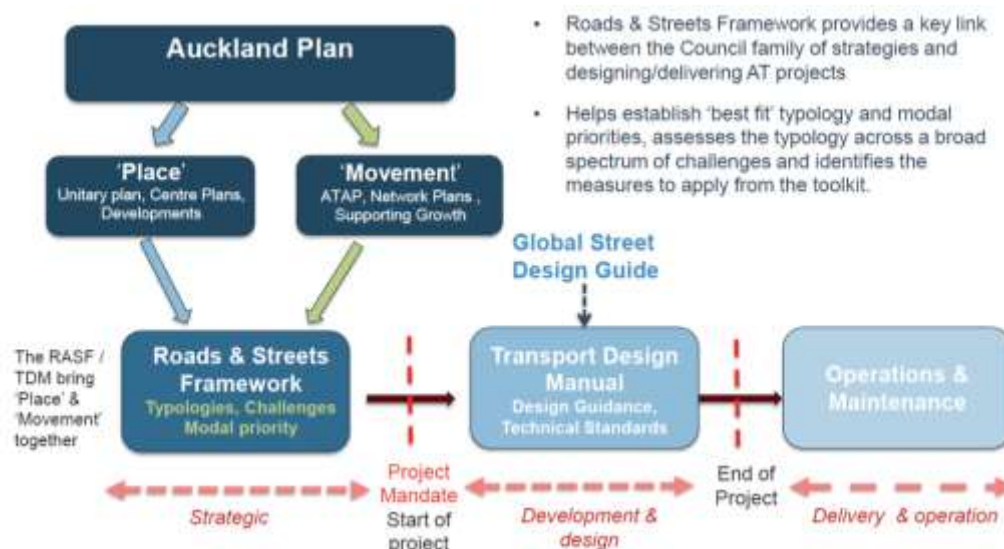 Auckland Plan
• Roads & Streets Framework provides a key link
between the Council family of strategies and
designing/delivering AT projects
• Helps establish ‘best fit’ typology and modal
priorities, assesses the typology across a broad
spectrum of challenges and identifies the
measures to apply from the toolkit.
‘Place’
Unitary plan, Centre Plans,
Developments
‘Movement’
ATAP, Network Plans ,
Supporting Growth
Global Street
Design Guide
The RASF /
TDM bring
‘Place’ &
‘Movement’
together
Roads & Streets
Framework
Typologies, Challenges
Modal priority
Transport Design
Manual
Design Guidance,
Technical Standards
Operations &
Maintenance
Strategic
Project
Mandate
Start of
project
Development &
design
End of
Project
Delivery & operation